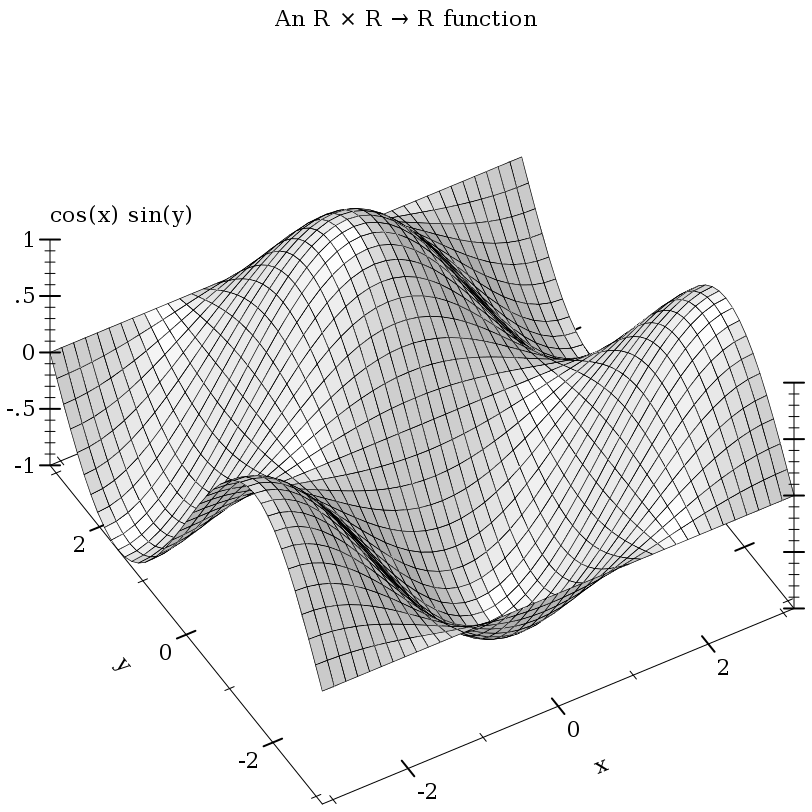 An R × R → R function
cos(x) sin(y)
1
.5
0
-.5
-1
2
0
y
-2
2
0
x
-2